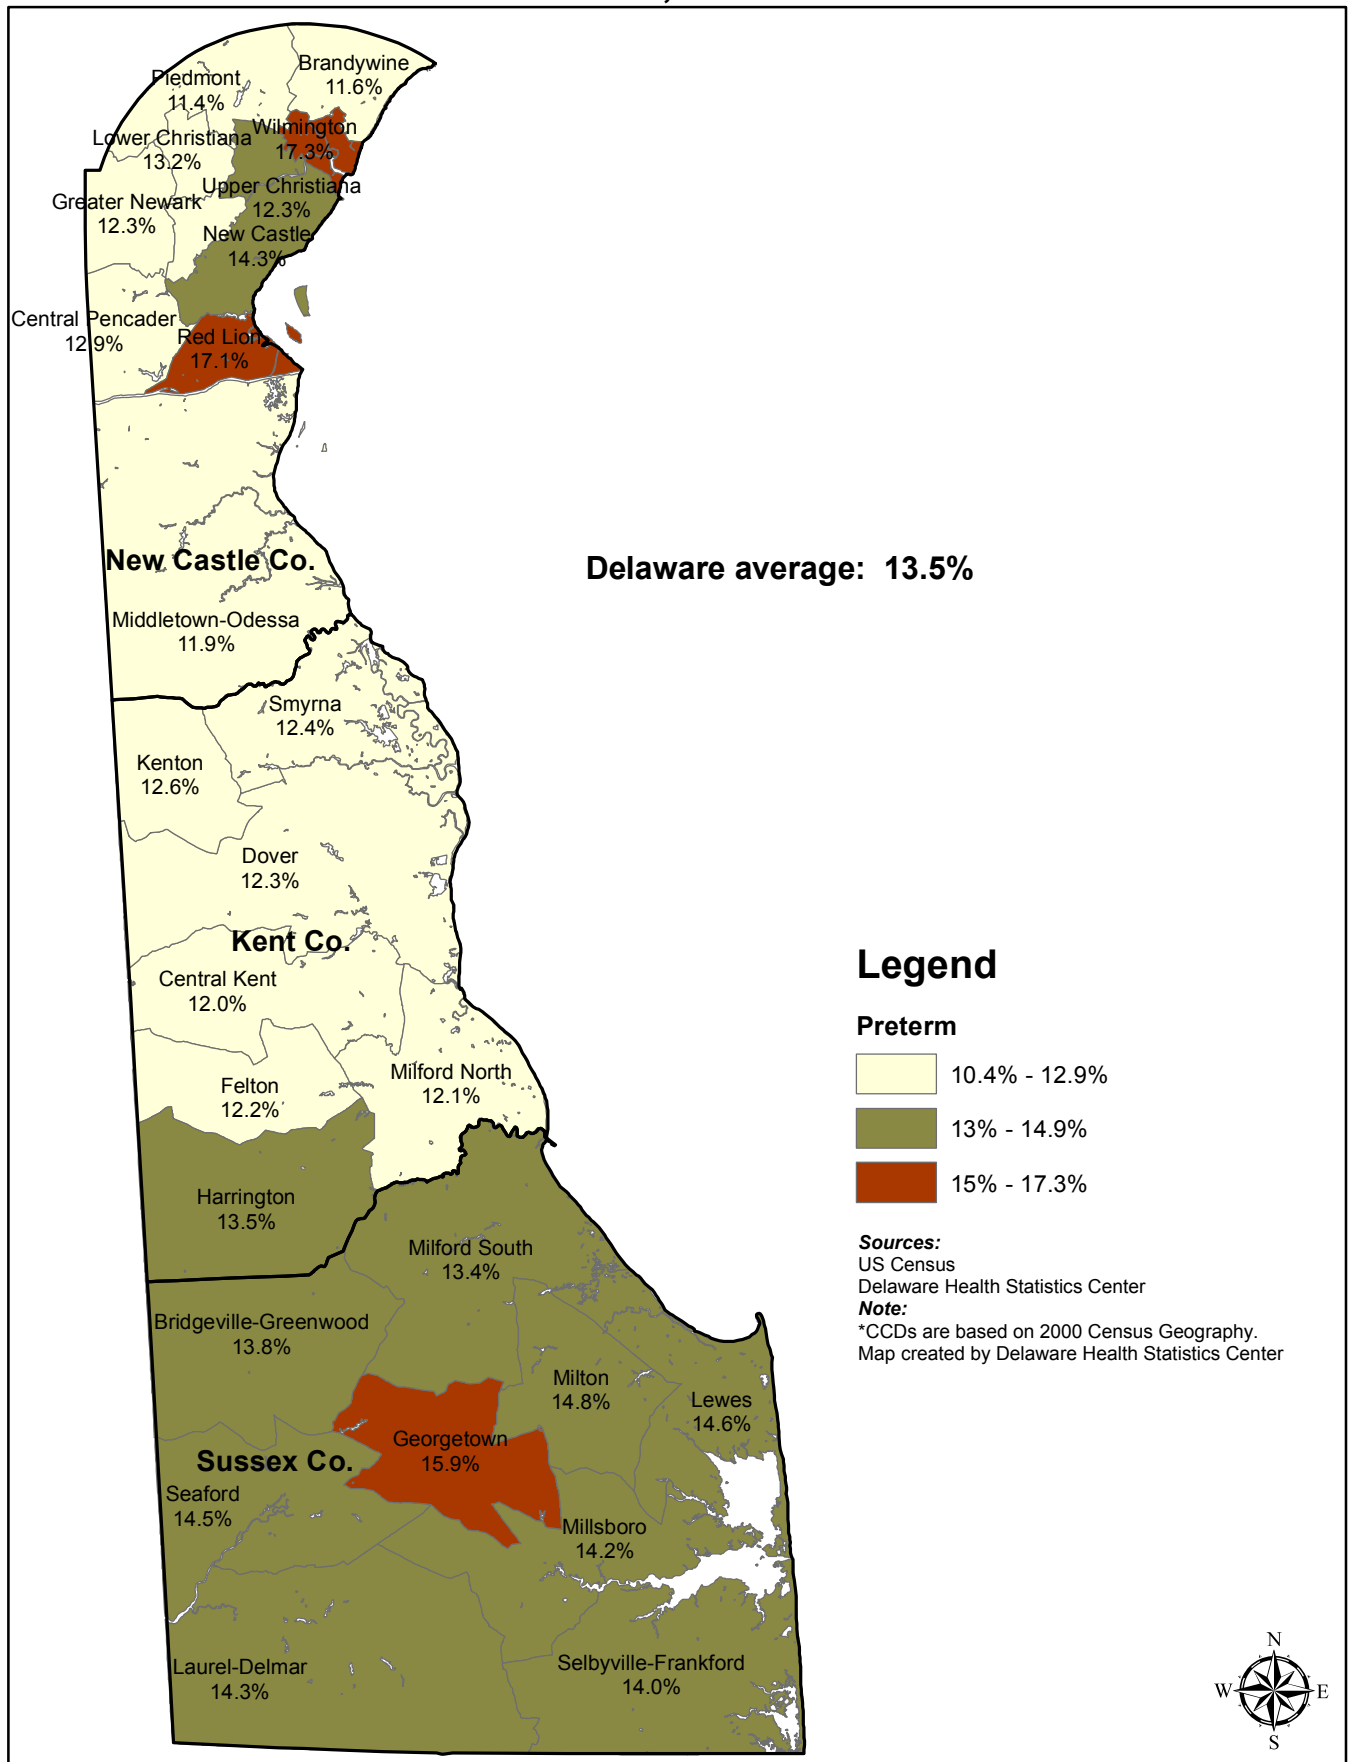 Brandywine
11.6%
Piedmont
11.4%
Wilmington
17.3%
Lower Christiana
13.2%
Upper Christiana
12.3%
Greater Newark
12.3%
New Castle
14.3%
Central Pencader
12.9%
Red Lion
17.1%
New Castle Co.
Delaware average: 13.5%
Middletown-Odessa
11.9%
Smyrna
12.4%
Kenton
12.6%
Dover
12.3%
Kent Co.
Central Kent
12.0%
Felton
12.2%
Milford North
12.1%
Harrington
13.5%
Milford South
13.4%
Bridgeville-Greenwood
13.8%
Milton
14.8%
Lewes
14.6%
Georgetown
15.9%
Sussex Co.
Seaford
14.5%
Millsboro
14.2%
Laurel-Delmar
14.3%
Selbyville-Frankford
14.0%
Legend
Preterm
10.4% - 12.9%
13% - 14.9%
15% - 17.3%
Sources:
US Census
Delaware Health Statistics Center
Note:
*CCDs are based on 2000 Census Geography.
Map created by Delaware Health Statistics Center
N
W
E
S